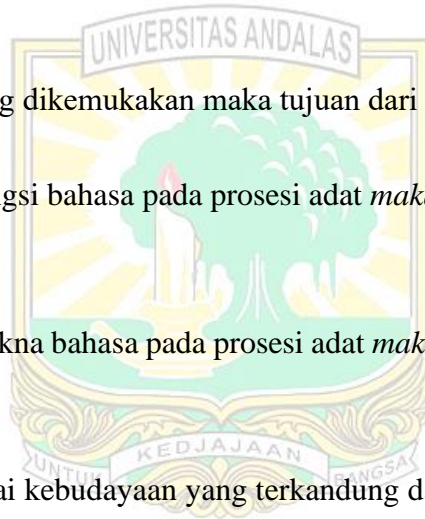 UNIVERSITAS ANDALAS
g dikemukakan maka tujuan dari
ngsi bahasa pada prosesi adat mak
kna bahasa pada prosesi adat mak
KEDJAJAAN
UNTUK BANGSA
ai kebudayaan yang terkandung d